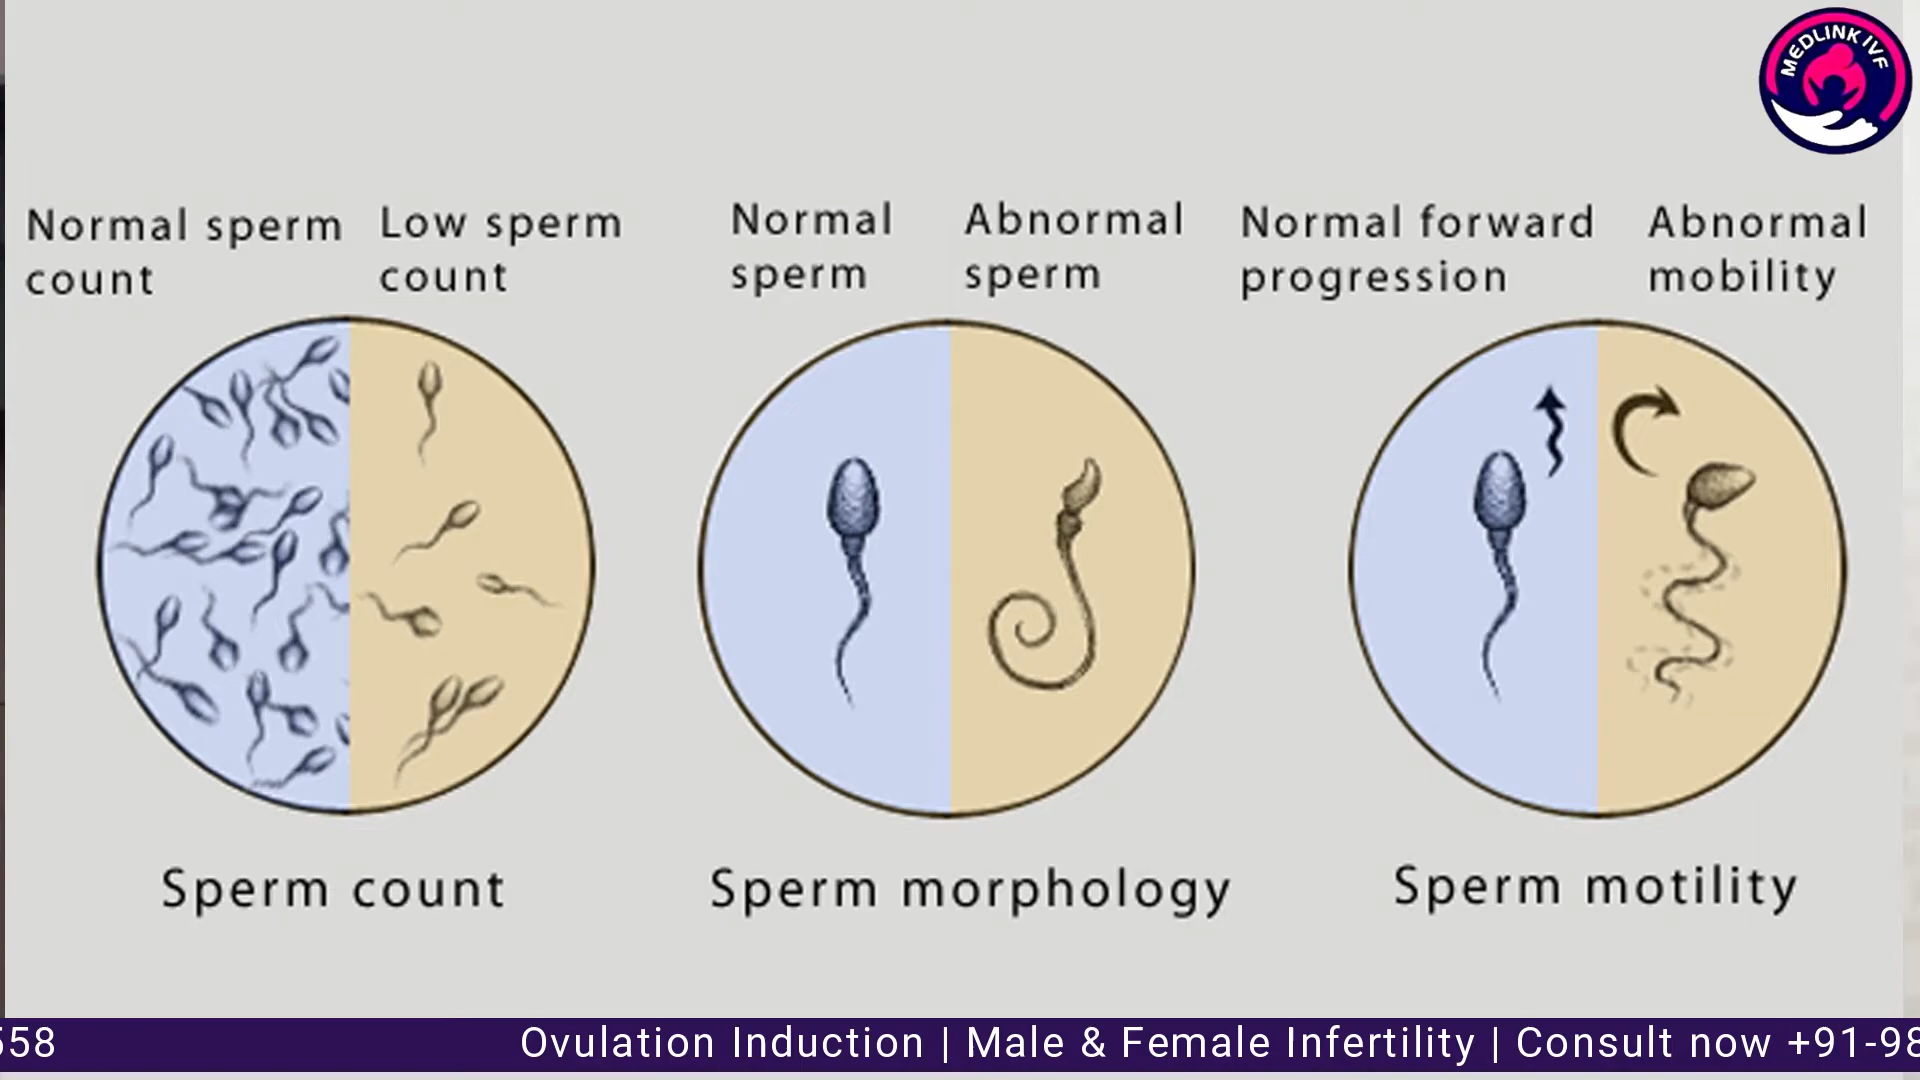 MEDLINK IVF
Normal sperm
count
Low sperm
count
Normal
sperm
Abnormal
sperm
Normal forward
progression
Abnormal
mobility
Sperm count
Sperm morphology
Sperm motility
558
Ovulation Induction | Male & Female Infertility | Consult now +91-98